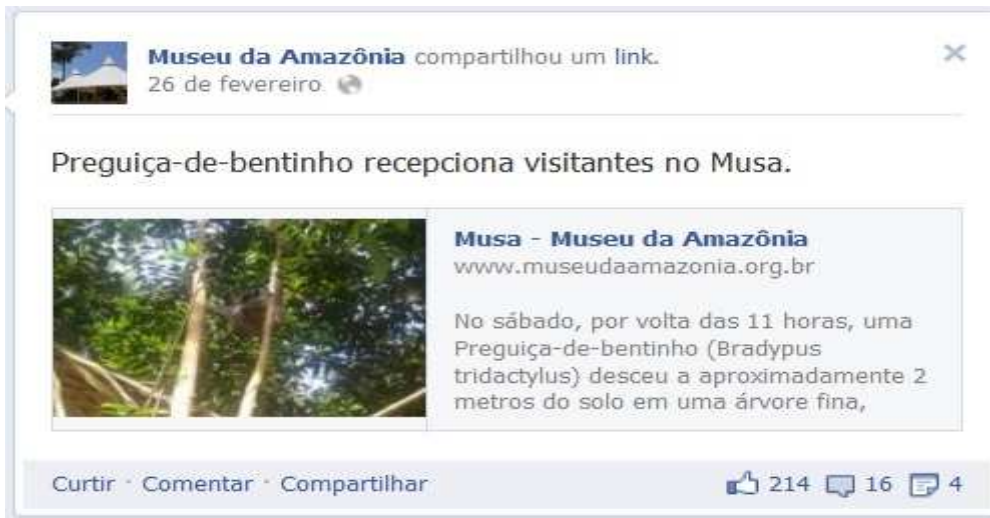 Museu da Amazônia compartilhou um link.
26 de fevereiro
Preguiça-de-bentinho recepciona visitantes no Musa.
Musa - Museu da Amazônia
www.museudaamazonia.org.br
No sábado, por volta das 11 horas, uma
Preguiça-de-bentinho (Bradypus
tridactylus) desceu a aproximadamente 2
metros do solo em uma árvore fina,
Curtir · Comentar · Compartilhar 214 16 4